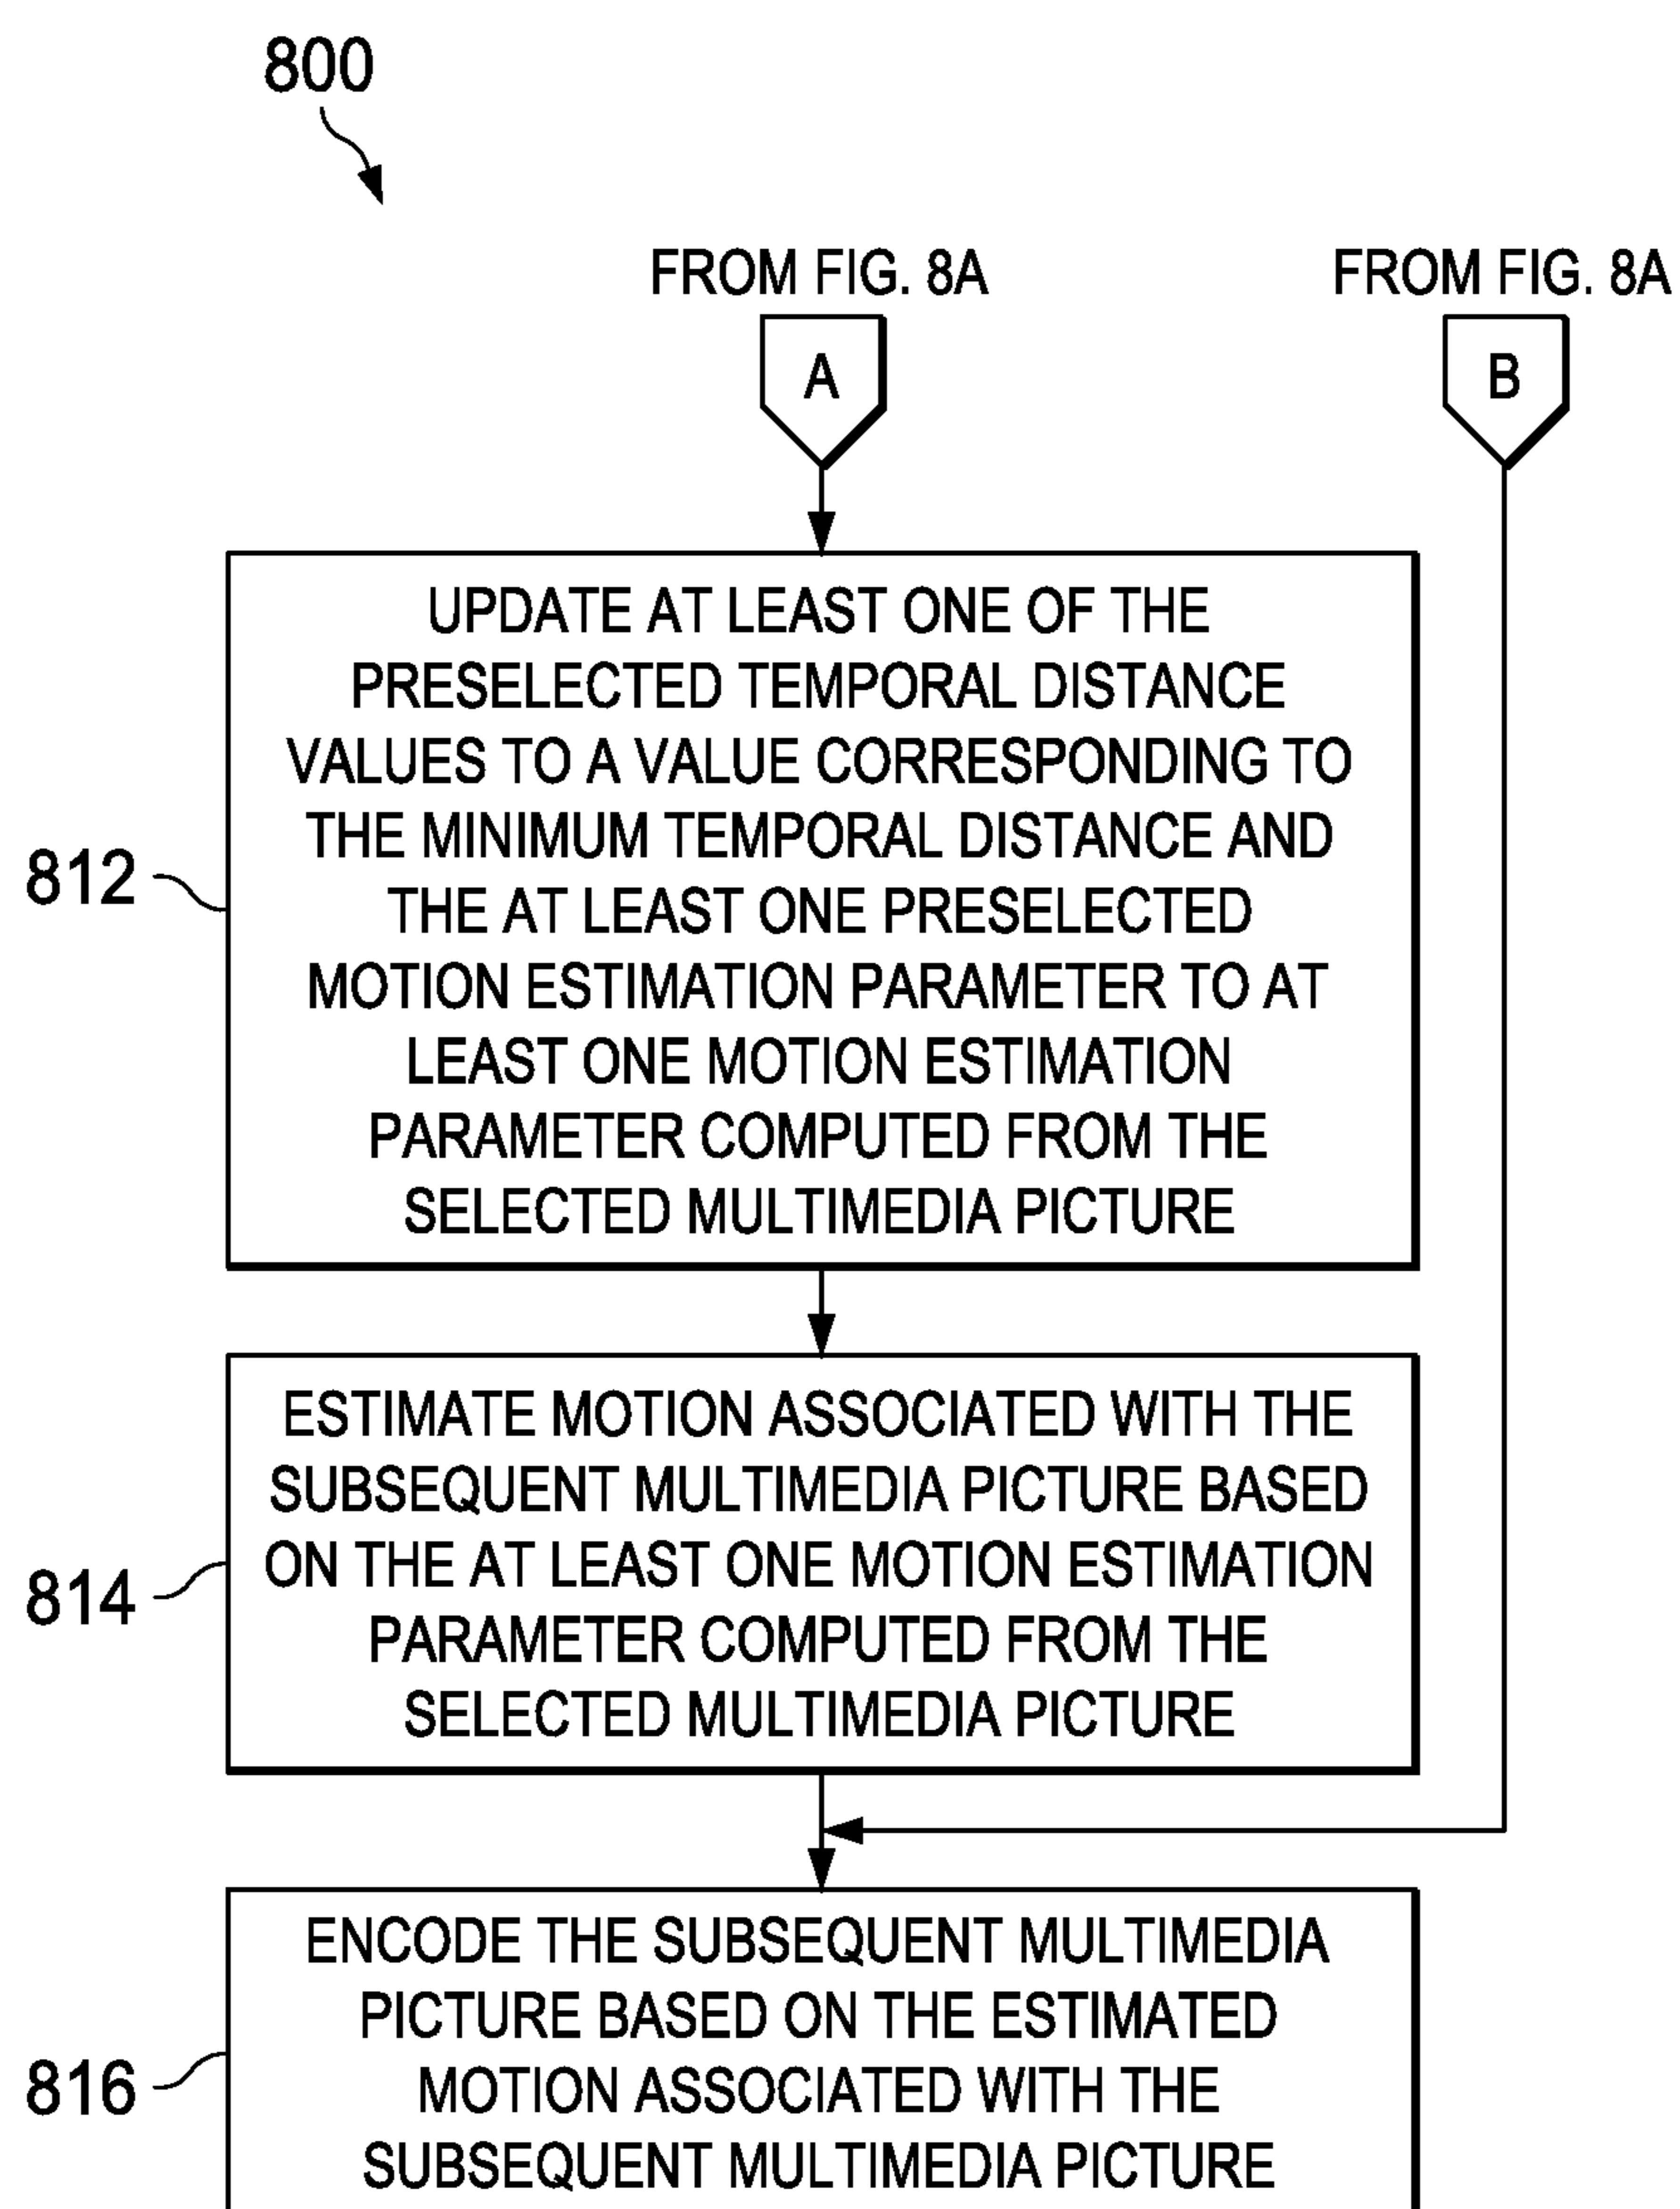 800
FROM FIG. 8A
FROM FIG. 8A
A
B
UPDATE AT LEAST ONE OF THE
PRESELECTED TEMPORAL DISTANCE
VALUES TO A VALUE CORRESPONDING TO
THE MINIMUM TEMPORAL DISTANCE AND
THE AT LEAST ONE PRESELECTED
MOTION ESTIMATION PARAMETER TO AT
LEAST ONE MOTION ESTIMATION
PARAMETER COMPUTED FROM THE
SELECTED MULTIMEDIA PICTURE
812
ESTIMATE MOTION ASSOCIATED WITH THE
SUBSEQUENT MULTIMEDIA PICTURE BASED
ON THE AT LEAST ONE MOTION ESTIMATION
PARAMETER COMPUTED FROM THE
SELECTED MULTIMEDIA PICTURE
814
ENCODE THE SUBSEQUENT MULTIMEDIA
PICTURE BASED ON THE ESTIMATED
MOTION ASSOCIATED WITH THE
SUBSEQUENT MULTIMEDIA PICTURE
816